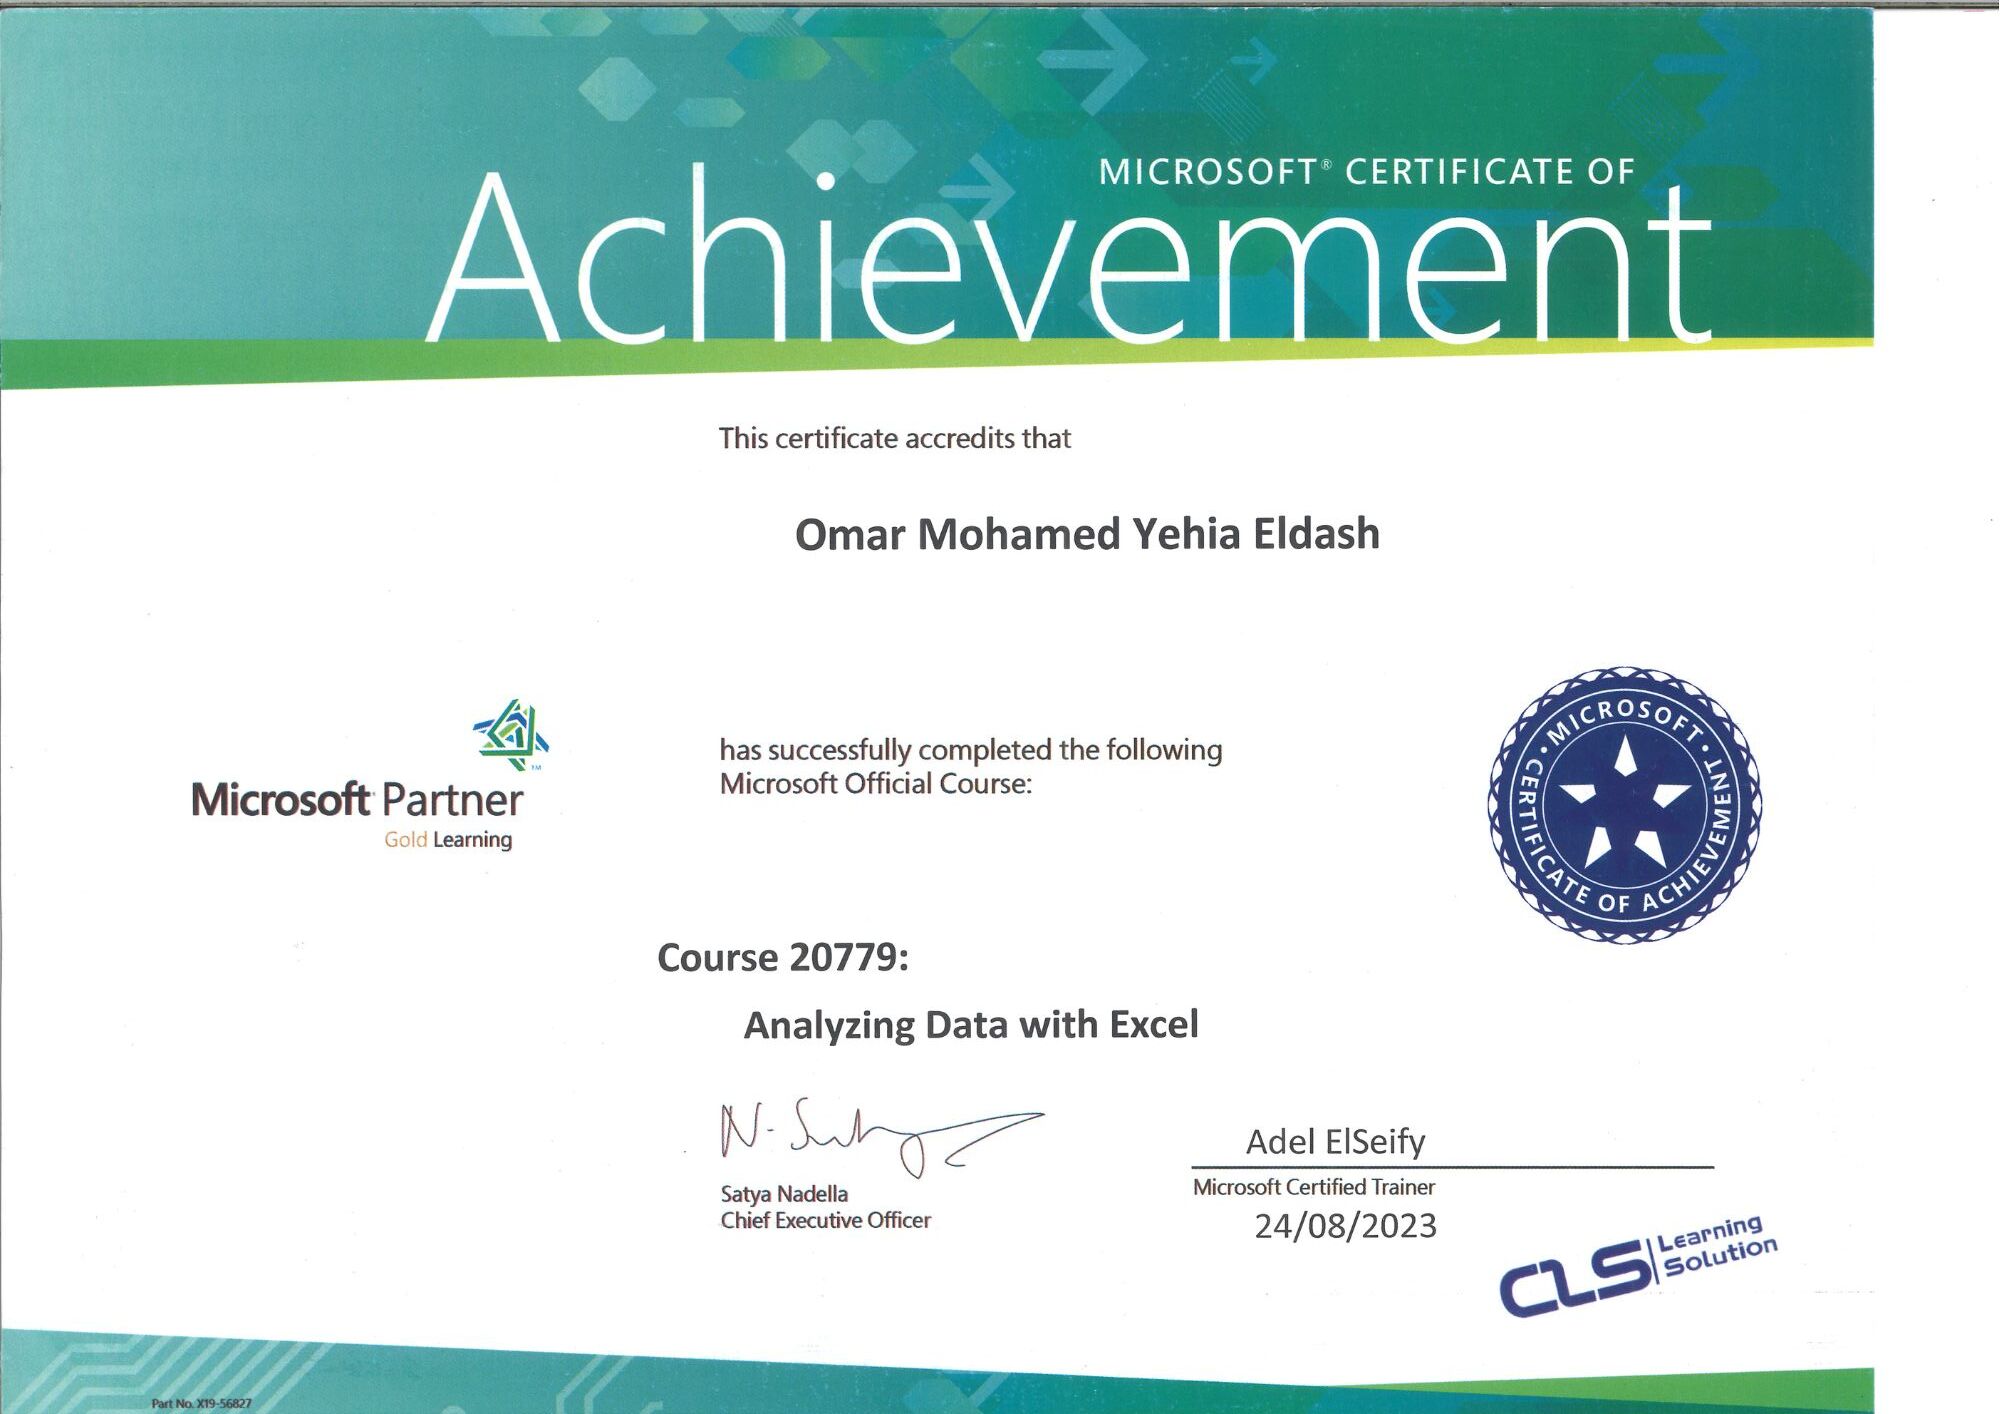 MICROSOFT® CERTIFICATE OF
Achievement
This certificate accredits that
Omar Mohamed Yehia Eldash
Microsoft Partner
Gold Learning
has successfully completed the following
Microsoft Official Course:
MICROSOFT • CERTIFICATE OF ACHIEVEMENT •
Course 20779:
Analyzing Data with Excel
Satya Nadella
Chief Executive Officer
Adel ElSeify
Microsoft Certified Trainer
24/08/2023
CLS Learning
Solution
Part No. X19-56827